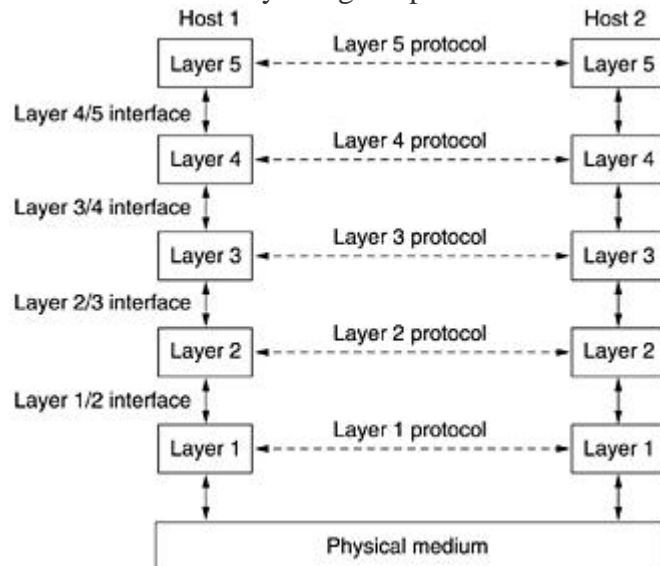 Host 1 Host 2
Layer 5 Layer 5 protocol Layer 5
Layer 4/5 interface
Layer 4 Layer 4 protocol Layer 4
Layer 3/4 interface
Layer 3 Layer 3 protocol Layer 3
Layer 2/3 interface
Layer 2 Layer 2 protocol Layer 2
Layer 1/2 interface
Layer 1 Layer 1 protocol Layer 1
Physical medium